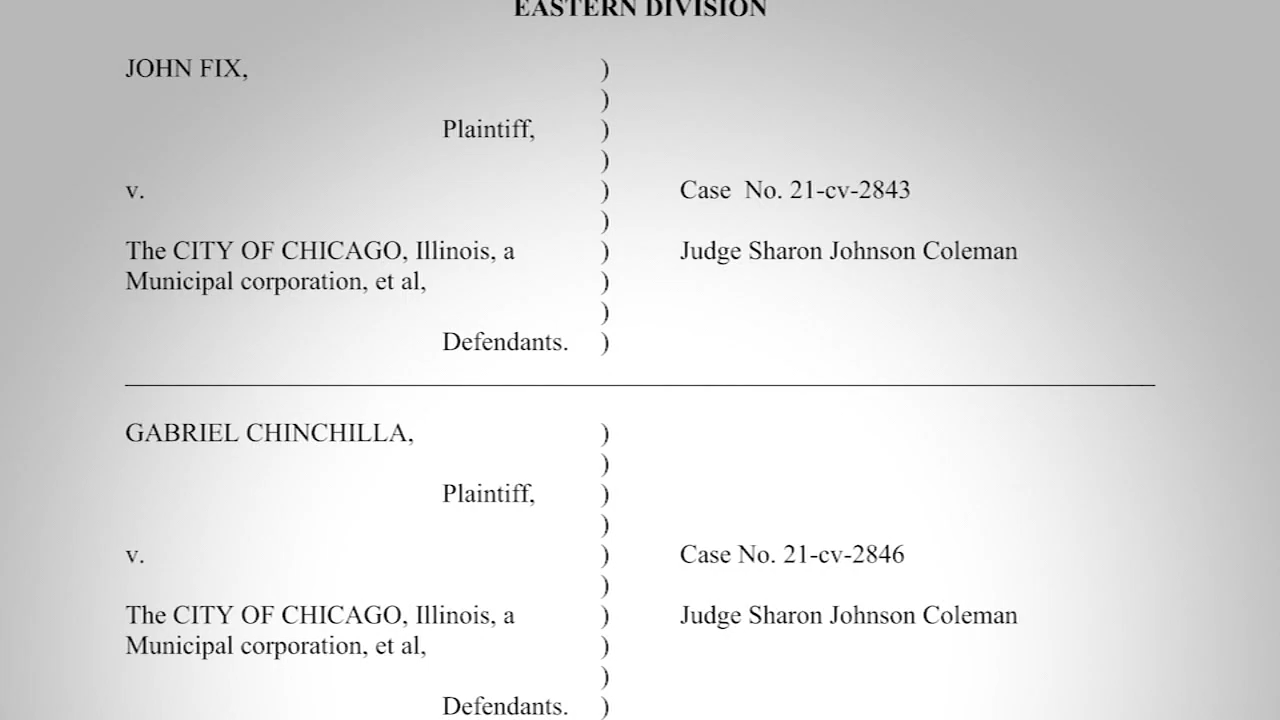 EASTERN DIVISION
JOHN FIX, )
)
Plaintiff, )
)
v. ) Case No. 21-cv-2843
)
The CITY OF CHICAGO, Illinois, a ) Judge Sharon Johnson Coleman
Municipal corporation, et al, )
)
Defendants. )
GABRIEL CHINCHILLA, )
)
Plaintiff, )
)
v. ) Case No. 21-cv-2846
)
The CITY OF CHICAGO, Illinois, a ) Judge Sharon Johnson Coleman
Municipal corporation, et al, )
)
Defendants. )